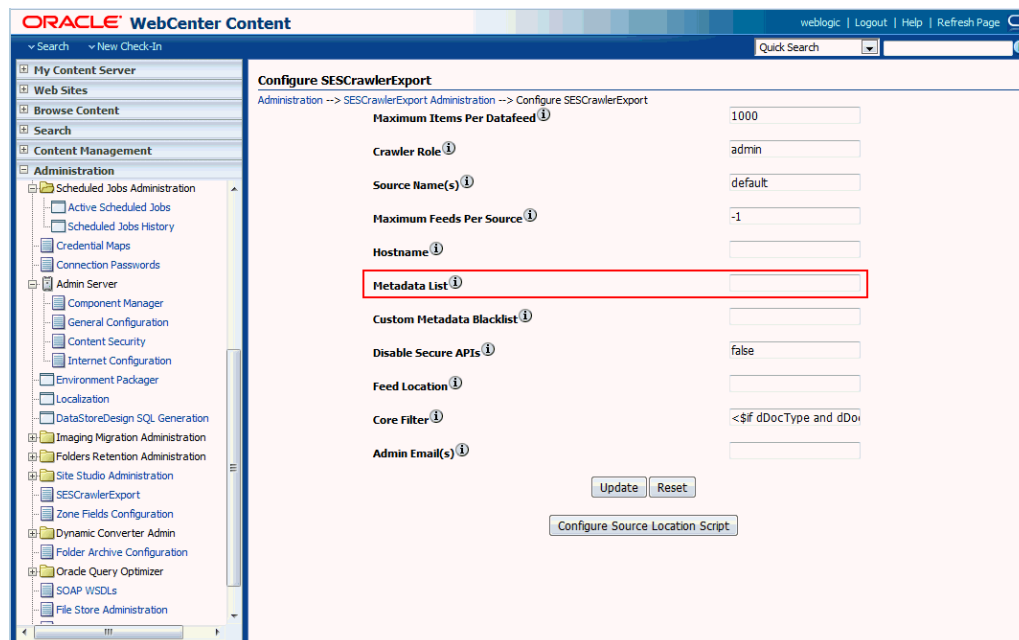 ORACLE® WebCenter Content
weblogic | Logout | Help | Refresh Page
Search New Check-In
Quick Search
My Content Server
Web Sites
Browse Content
Search
Content Management
Administration
Scheduled Jobs Administration
Active Scheduled Jobs
Scheduled Jobs History
Credential Maps
Connection Passwords
Admin Server
Component Manager
General Configuration
Content Security
Internet Configuration
Environment Packager
Localization
DataStoreDesign SQL Generation
Imaging Migration Administration
Folders Retention Administration
Site Studio Administration
SESCrawlerExport
Zone Fields Configuration
Dynamic Converter Admin
Folder Archive Configuration
Oracle Query Optimizer
SOAP WSDLs
File Store Administration
Configure SESCrawlerExport
Administration --> SESCrawlerExport Administration --> Configure SESCrawlerExport
Maximum Items Per Datafeed 1000
Crawler Role admin
Source Name(s) default
Maximum Feeds Per Source -1
Hostname
Metadata List
Custom Metadata Blacklist
Disable Secure APIs false
Feed Location
Core Filter <$if dDocType and dDo
Admin Email(s)
Update Reset
Configure Source Location Script